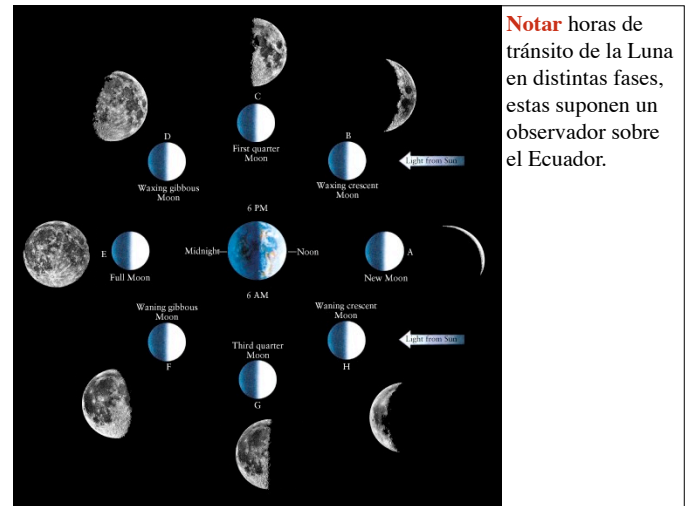 Notar horas de
tránsito de la Luna
en distintas fases,
estas suponen un
observador sobre
el Ecuador.
C
First quarter
Moon
D
Waxing gibbous
Moon
B
Waxing crescent
Moon
Light from Sun
6 PM
Midnight
Noon
6 AM
E
Full Moon
A
New Moon
Waning gibbous
Moon
F
Third quarter
Moon
G
Waning crescent
Moon
H
Light from Sun